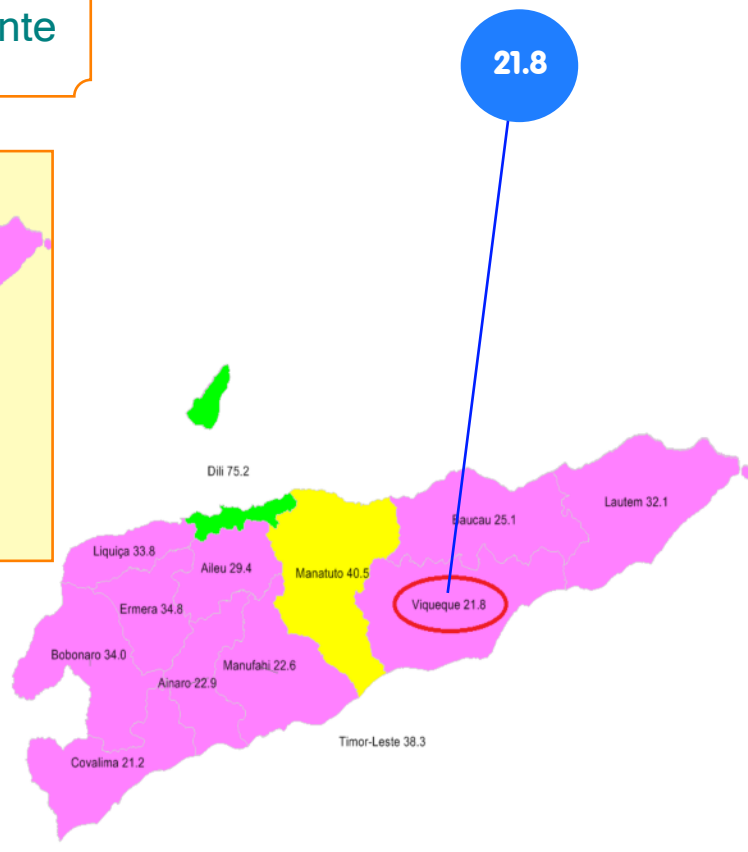 nte
21.8
Dili 75.2
Lautem 32.1
Baucau 25.1
Liquiça 33.8
Aileu 29.4
Manatuto 40.5
Ermera 34.8
Viqueque 21.8
Bobonaro 34.0
Manufahi 22.6
Ainaro 22.9
Timor-Leste 38.3
Covalima 21.2